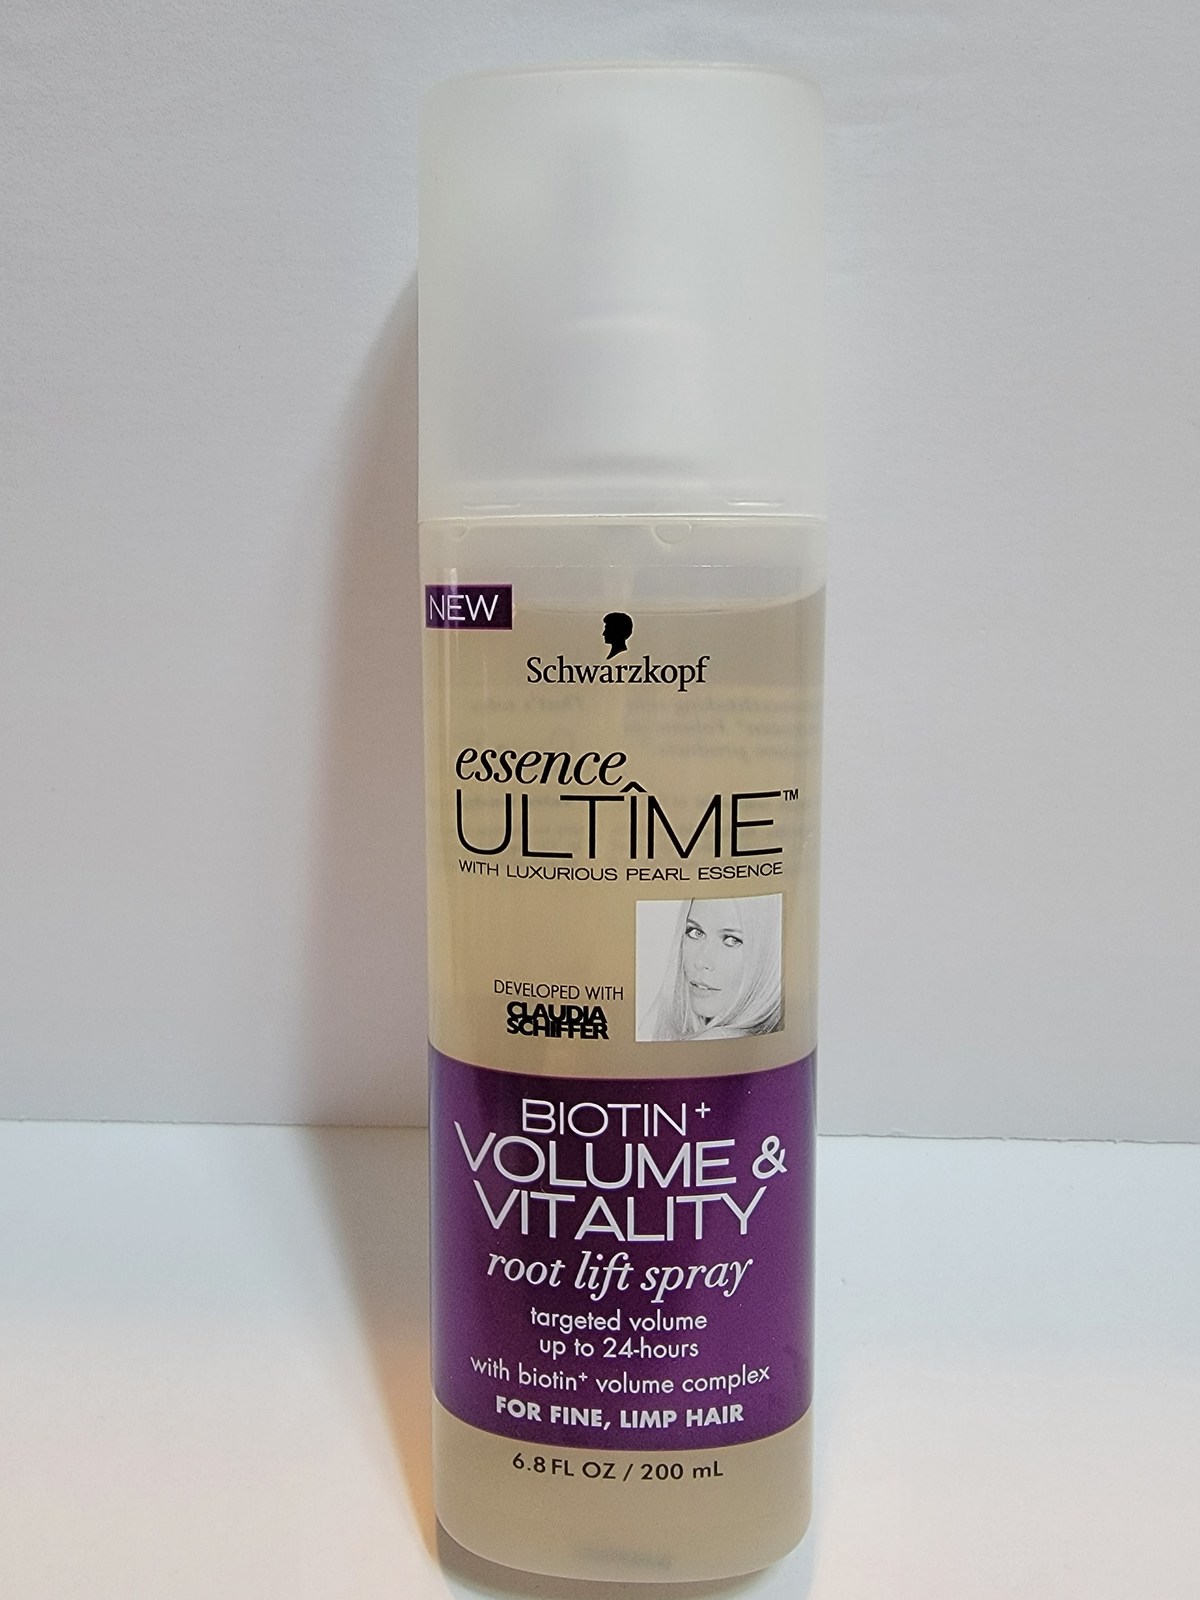 NEW
Schwarzkopf
essence
ULTÎME™
WITH LUXURIOUS PEARL ESSENCE
DEVELOPED WITH
CLAUDIA
SCHIFFER
BIOTIN+
VOLUME &
VITALITY
root lift spray
targeted volume
up to 24-hours
with biotin+ volume complex
FOR FINE, LIMP HAIR
6.8 FL OZ / 200 mL